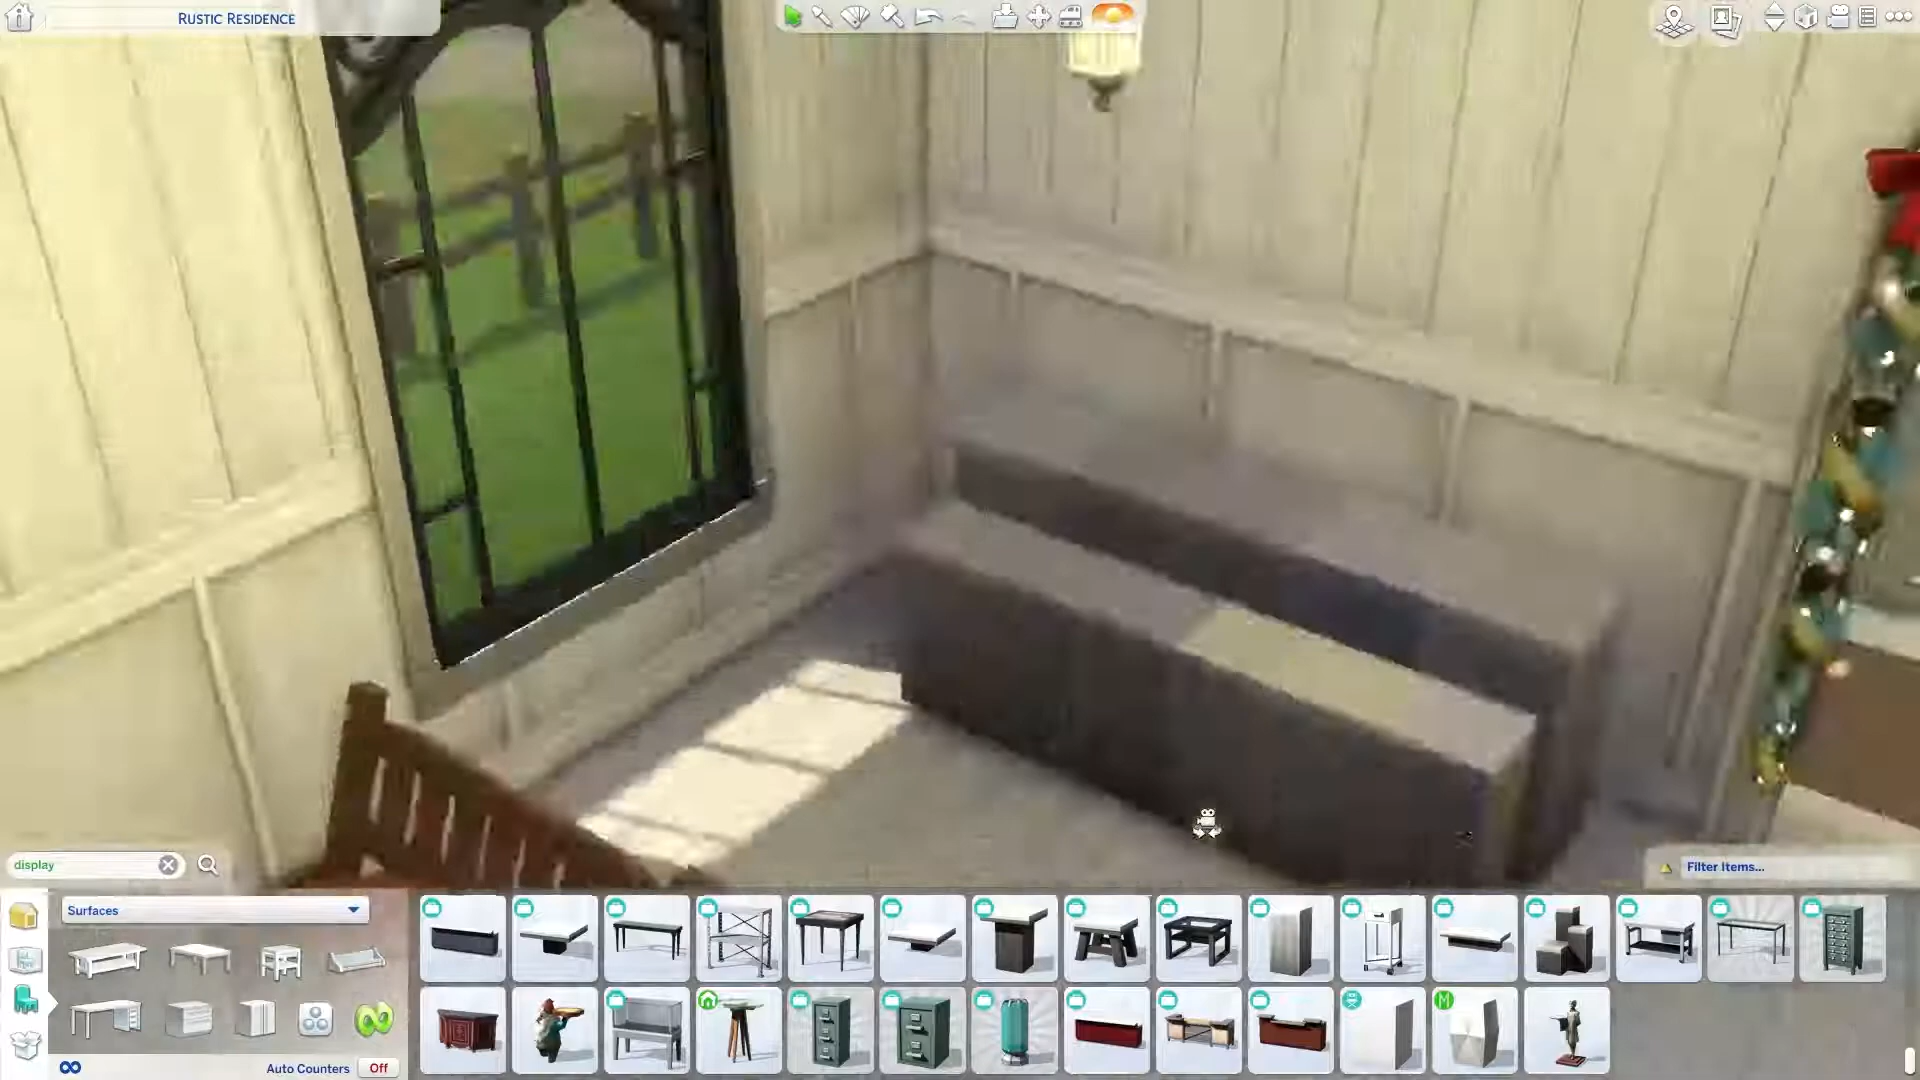 RUSTIC RESIDENCE
display
Filter Items...
Surfaces
Auto Counters
Off
M